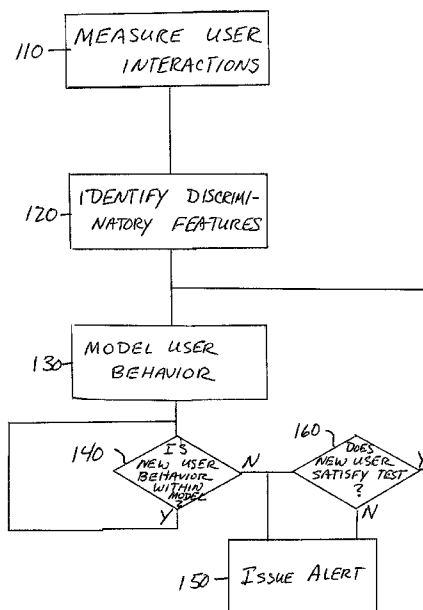 110
MEASURE USER
INTERACTIONS
120
IDENTIFY DISCRIMI-
NATORY FEATURES
130
MODEL USER
BEHAVIOR
140
IS
NEW USER
BEHAVIOR
WITHIN
MODEL
?
N
Y
160
DOES
NEW USER
SATISFY TEST
?
Y
N
150
ISSUE ALERT